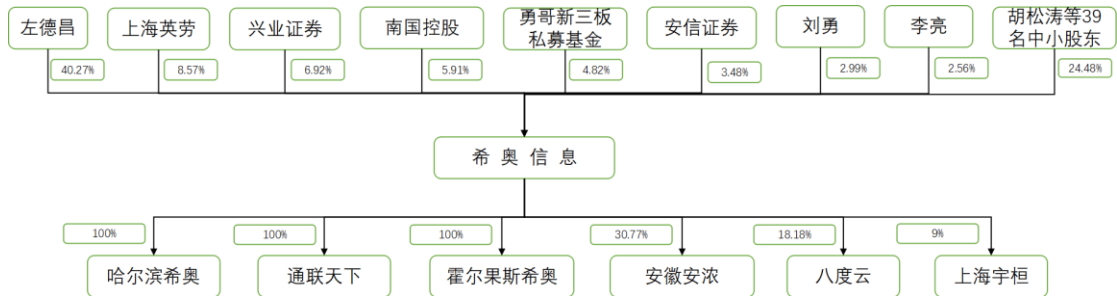 左德昌
上海英劳
兴业证券
南国控股
勇哥新三板
私募基金
安信证券
刘勇
李亮
胡松涛等39
名中小股东
40.27%
8.57%
6.92%
5.91%
4.82%
3.48%
2.99%
2.56%
24.48%
希奥信息
100%
100%
100%
30.77%
18.18%
9%
哈尔滨希奥
通联天下
霍尔果斯希奥
安徽安浓
八度云
上海宇桓